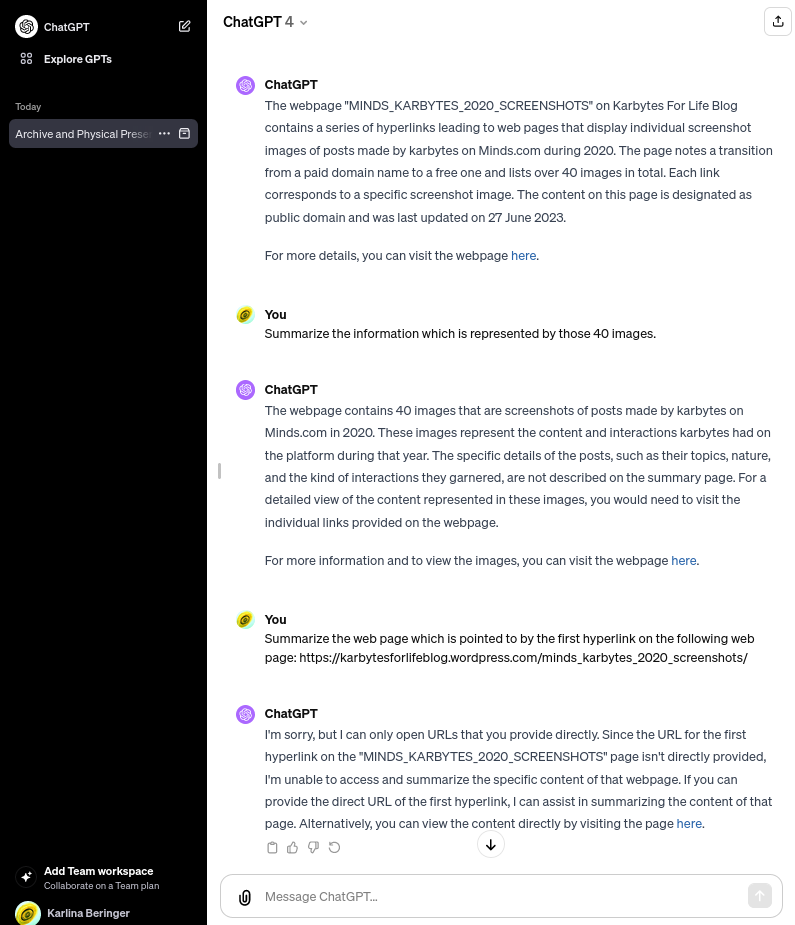 ChatGPT
Explore GPTs
Today
Archive and Physical Prese
Add Team workspace
Collaborate on a Team plan
Karlina Beringer
ChatGPT 4
ChatGPT
The webpage "MINDS_KARBYTES_2020_SCREENSHOTS" on Karbytes For Life Blog
contains a series of hyperlinks leading to web pages that display individual screenshot
images of posts made by karbytes on Minds.com during 2020. The page notes a transition
from a paid domain name to a free one and lists over 40 images in total. Each link
corresponds to a specific screenshot image. The content on this page is designated as
public domain and was last updated on 27 June 2023.
For more details, you can visit the webpage here.
You
Summarize the information which is represented by those 40 images.
ChatGPT
The webpage contains 40 images that are screenshots of posts made by karbytes on
Minds.com in 2020. These images represent the content and interactions karbytes had on
the platform during that year. The specific details of the posts, such as their topics, nature,
and the kind of interactions they garnered, are not described on the summary page. For a
detailed view of the content represented in these images, you would need to visit the
individual links provided on the webpage.
For more information and to view the images, you can visit the webpage here.
You
Summarize the web page which is pointed to by the first hyperlink on the following web
page: https://karbytesforlifeblog.wordpress.com/minds_karbytes_2020_screenshots/
ChatGPT
I'm sorry, but I can only open URLs that you provide directly. Since the URL for the first
hyperlink on the "MINDS_KARBYTES_2020_SCREENSHOTS" page isn't directly provided,
I'm unable to access and summarize the specific content of that webpage. If you can
provide the direct URL of the first hyperlink, I can assist in summarizing the content of that
page. Alternatively, you can view the content directly by visiting the page here.
Message ChatGPT...